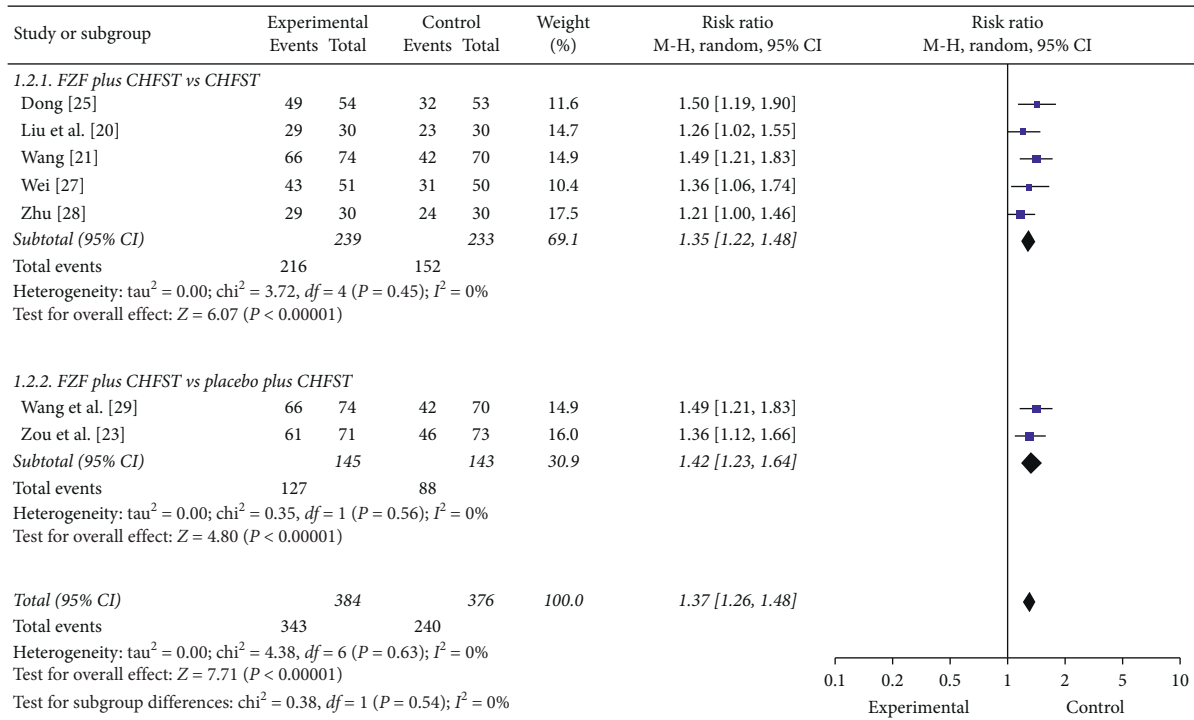 Study or subgroup Experimental Control Weight Risk ratio Risk ratio
Events Total Events Total (%) M-H, random, 95% CI M-H, random, 95% CI
1.2.1. FZF plus CHFST vs CHFST
Dong [25] 49 54 32 53 11.6 1.50 [1.19, 1.90]
Liu et al. [20] 29 30 23 30 14.7 1.26 [1.02, 1.55]
Wang [21] 66 74 42 70 14.9 1.49 [1.21, 1.83]
Wei [27] 43 51 31 50 10.4 1.36 [1.06, 1.74]
Zhu [28] 29 30 24 30 17.5 1.21 [1.00, 1.46]
Subtotal (95% CI) 239 233 69.1 1.35 [1.22, 1.48]
Total events 216 152
Heterogeneity: tau² = 0.00; chi² = 3.72, df = 4 (P = 0.45); I² = 0%
Test for overall effect: Z = 6.07 (P < 0.00001)
1.2.2. FZF plus CHFST vs placebo plus CHFST
Wang et al. [29] 66 74 42 70 14.9 1.49 [1.21, 1.83]
Zou et al. [23] 61 71 46 73 16.0 1.36 [1.12, 1.66]
Subtotal (95% CI) 145 143 30.9 1.42 [1.23, 1.64]
Total events 127 88
Heterogeneity: tau² = 0.00; chi² = 0.35, df = 1 (P = 0.56); I² = 0%
Test for overall effect: Z = 4.80 (P < 0.00001)
Total (95% CI) 384 376 100.0 1.37 [1.26, 1.48]
Total events 343 240
Heterogeneity: tau² = 0.00; chi² = 4.38, df = 6 (P = 0.63); I² = 0%
Test for overall effect: Z = 7.71 (P < 0.00001)
Test for subgroup differences: chi² = 0.38, df = 1 (P = 0.54); I² = 0%
0.1 0.2 0.5 1 2 5 10
Experimental Control